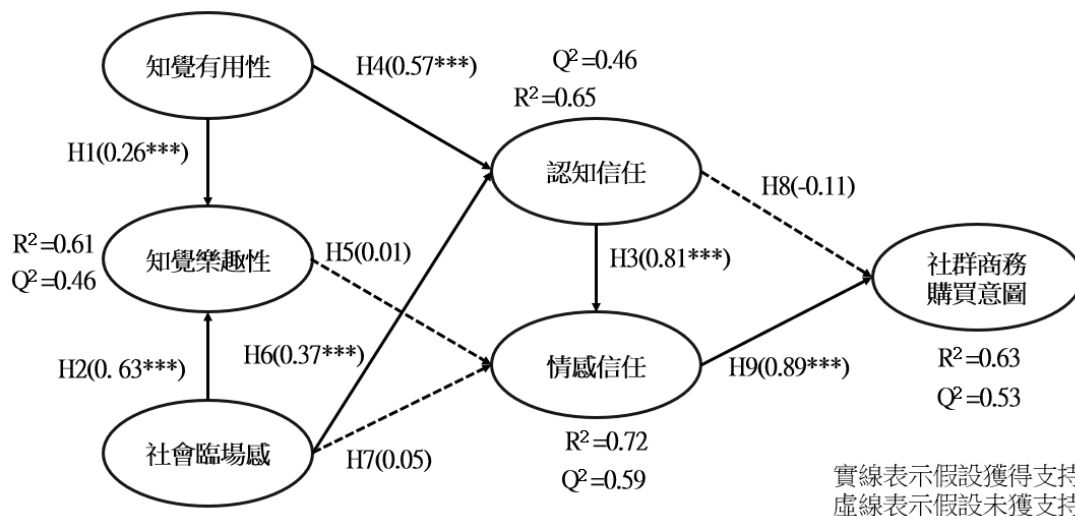 知覺有用性
H4(0.57***)
Q²=0.46
R²=0.65
H1(0.26***)
認知信任
H8(-0.11)
R²=0.61
Q²=0.46
知覺樂趣性
H5(0.01)
H3(0.81***)
社群商務
購買意圖
H2(0. 63***)
H6(0.37***)
情感信任
H9(0.89***)
R²=0.63
Q²=0.53
社會臨場感
H7(0.05)
R²=0.72
Q²=0.59
實線表示假設獲得支持
虛線表示假設未獲支持